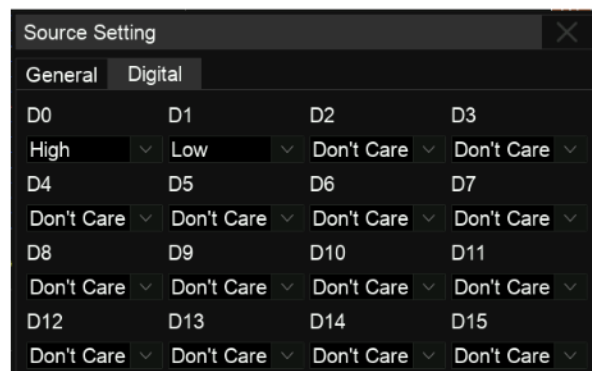 Source Setting
General Digital
D0 D1 D2 D3
High Low Don't Care Don't Care
D4 D5 D6 D7
Don't Care Don't Care Don't Care Don't Care
D8 D9 D10 D11
Don't Care Don't Care Don't Care Don't Care
D12 D13 D14 D15
Don't Care Don't Care Don't Care Don't Care